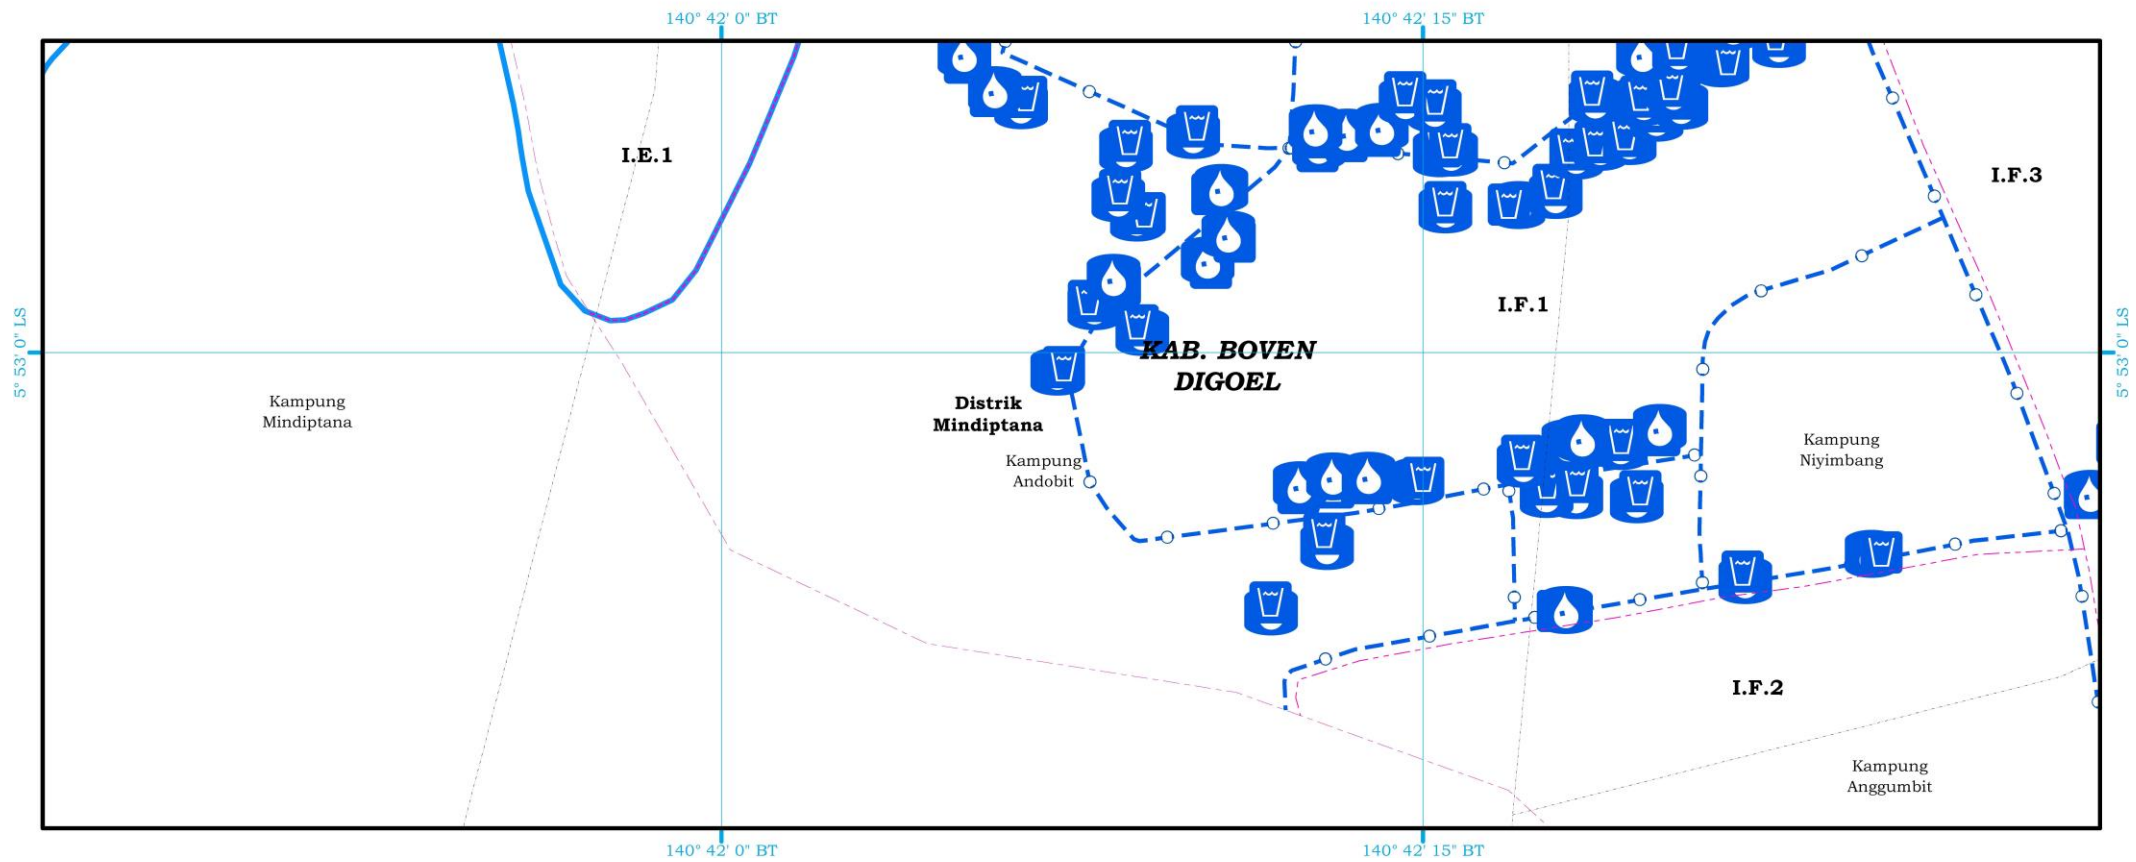 140° 42' 0" BT
140° 42' 15" BT
I.E.1
I.F.3
I.F.1
5° 53' 0" LS
5° 53' 0" LS
KAB. BOVEN
DIGOEL
Kampung
Mindiptana
Distrik
Mindiptana
Kampung
Andobit
Kampung
Niyimbang
I.F.2
Kampung
Anggumbit
140° 42' 0" BT
140° 42' 15" BT